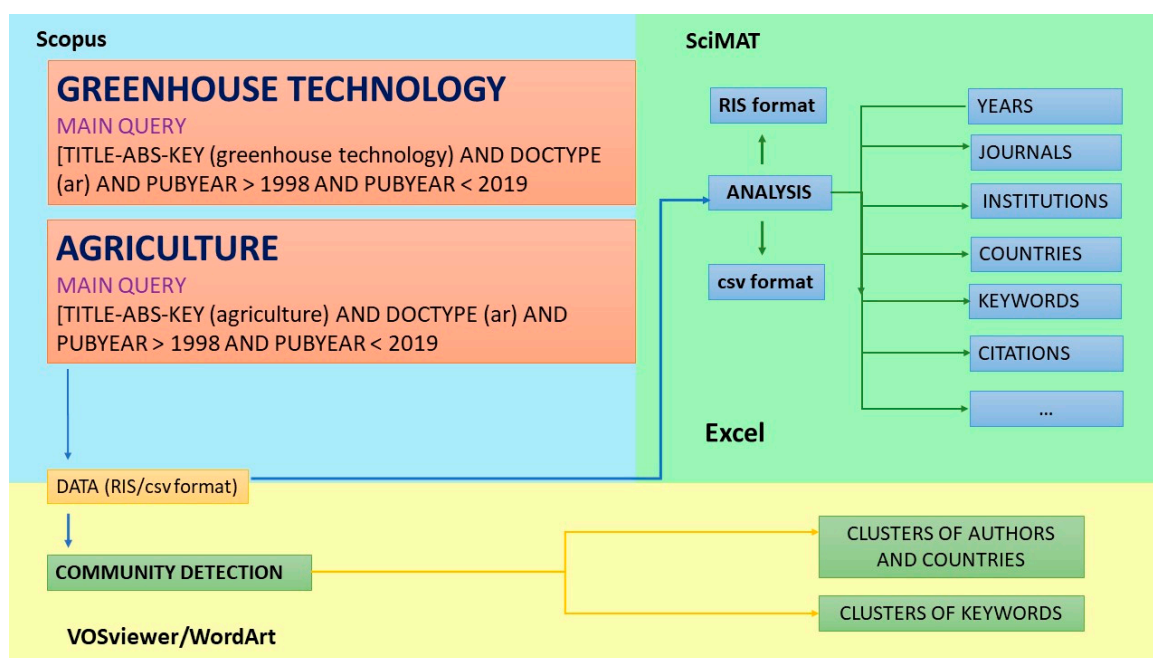 Scopus
GREENHOUSE TECHNOLOGY
MAIN QUERY
[TITLE-ABS-KEY (greenhouse technology) AND DOCTYPE
(ar) AND PUBYEAR > 1998 AND PUBYEAR < 2019
AGRICULTURE
MAIN QUERY
[TITLE-ABS-KEY (agriculture) AND DOCTYPE (ar) AND
PUBYEAR > 1998 AND PUBYEAR < 2019
DATA (RIS/csv format)
SciMAT
RIS format
ANALYSIS
csv format
YEARS
JOURNALS
INSTITUTIONS
COUNTRIES
KEYWORDS
CITATIONS
...
Excel
COMMUNITY DETECTION
CLUSTERS OF AUTHORS
AND COUNTRIES
CLUSTERS OF KEYWORDS
VOSviewer/WordArt